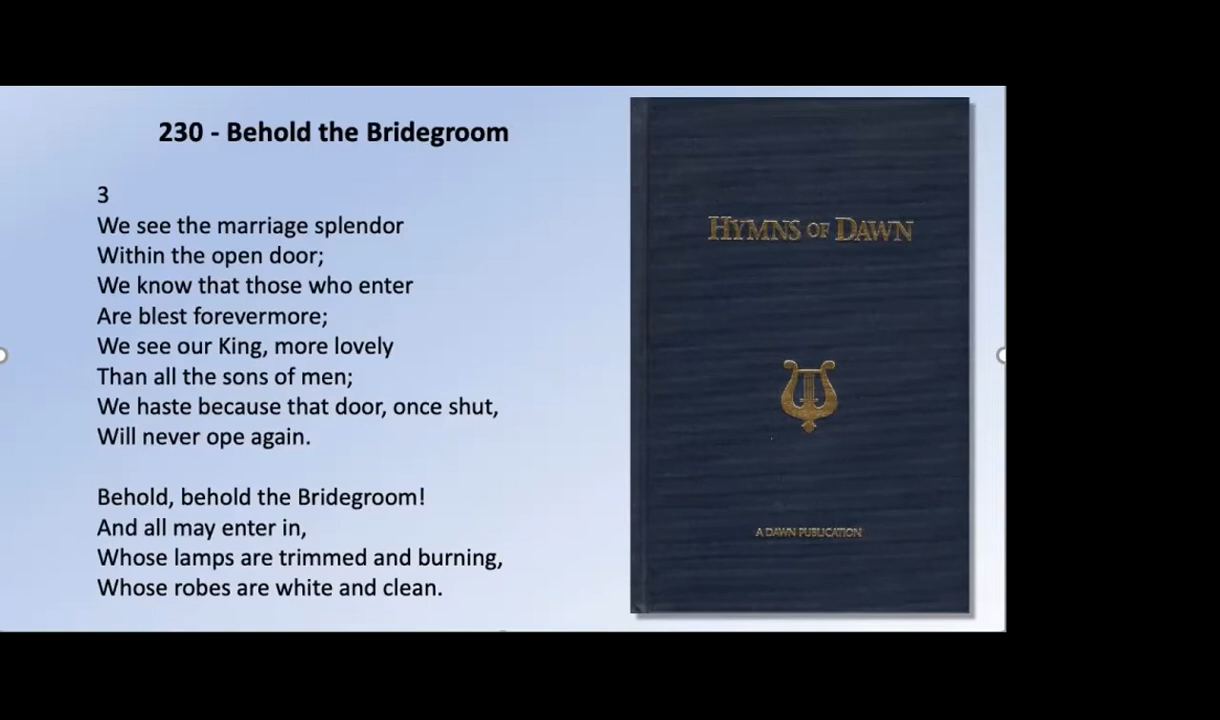 230 - Behold the Bridegroom
3
We see the marriage splendor
Within the open door;
We know that those who enter
Are blest forevermore;
We see our King, more lovely
Than all the sons of men;
We haste because that door, once shut,
Will never ope again.
Behold, behold the Bridegroom!
And all may enter in,
Whose lamps are trimmed and burning,
Whose robes are white and clean.
HYMNS OF DAWN
A DAWN PUBLICATION